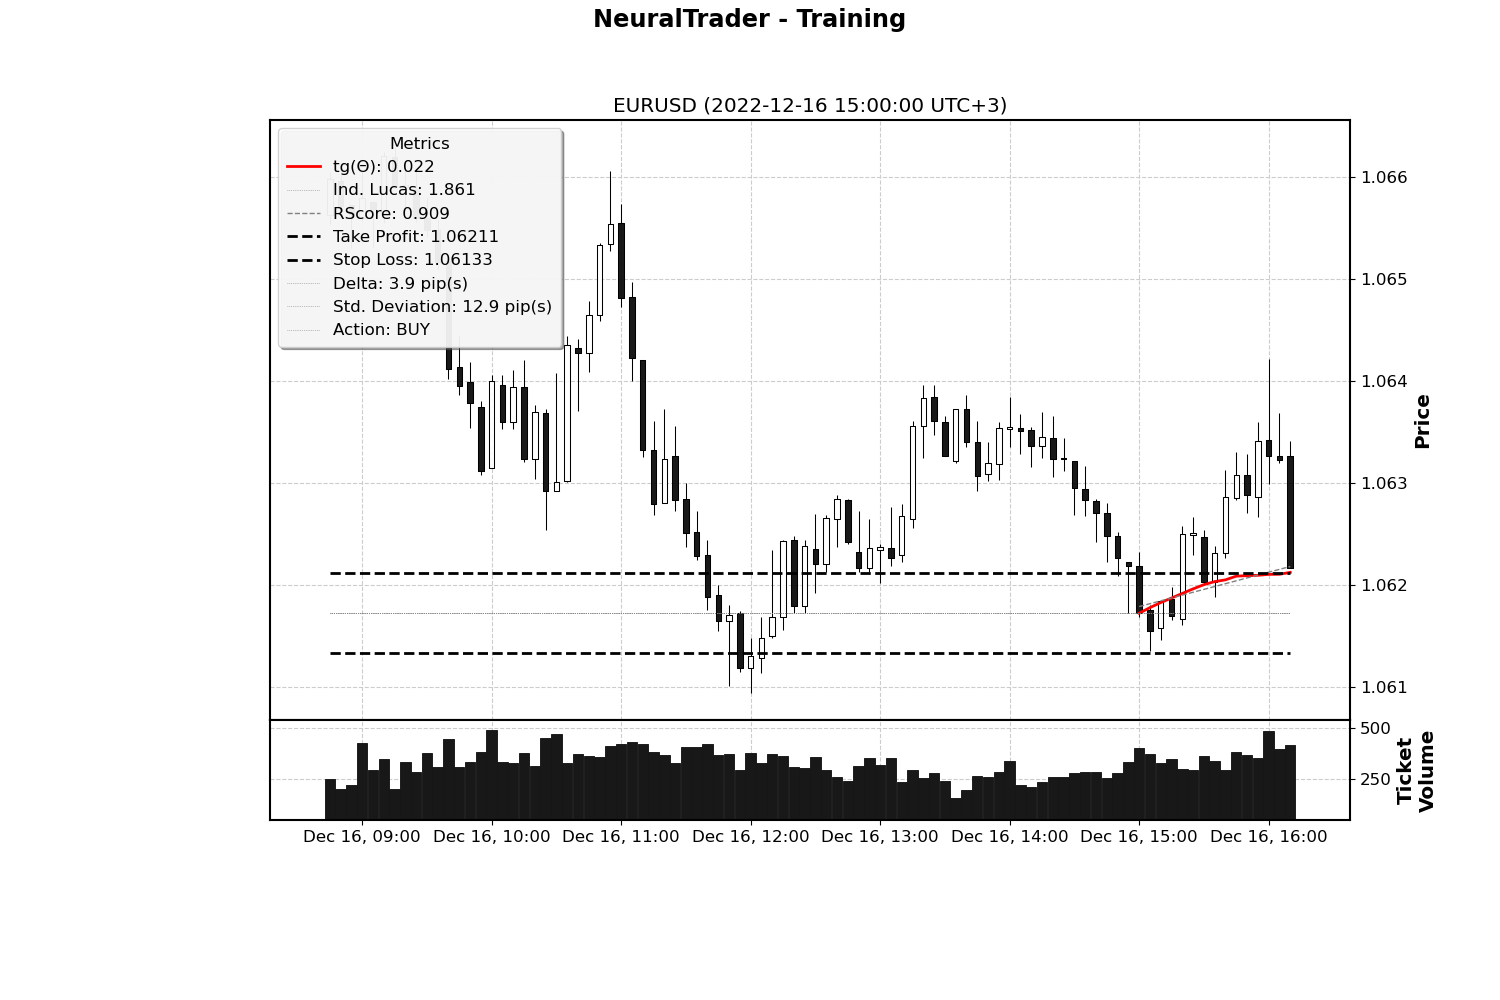 NeuralTrader - Training
EURUSD (2022-12-16 15:00:00 UTC+3)
Metrics
tg(Θ): 0.022
Ind. Lucas: 1.861
RScore: 0.909
Take Profit: 1.06211
Stop Loss: 1.06133
Delta: 3.9 pip(s)
Std. Deviation: 12.9 pip(s)
Action: BUY
1.066
1.065
1.064
1.063
1.062
1.061
Price
500
250
Ticket
Volume
Dec 16, 09:00
Dec 16, 10:00
Dec 16, 11:00
Dec 16, 12:00
Dec 16, 13:00
Dec 16, 14:00
Dec 16, 15:00
Dec 16, 16:00